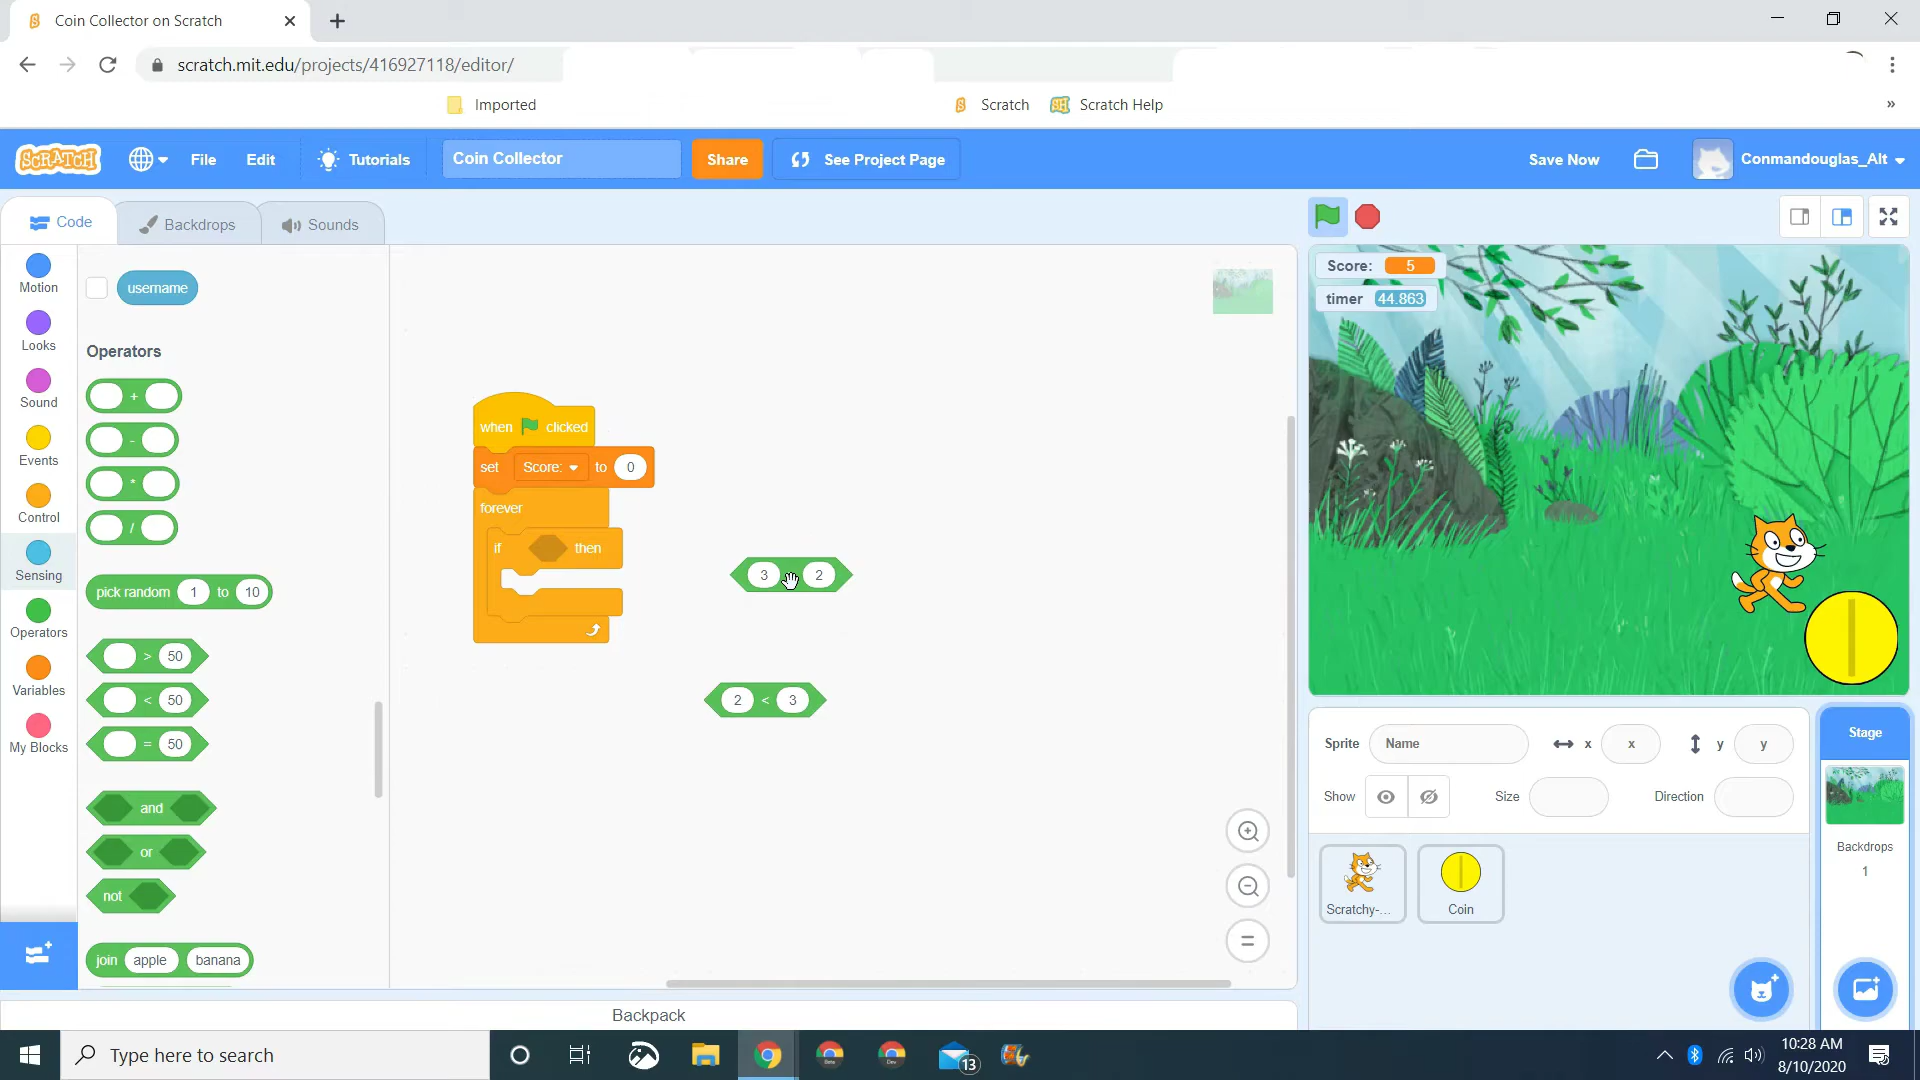 Coin Collector on Scratch
scratch.mit.edu/projects/416927118/editor/
Imported
Scratch
Scratch Help
»
SCRATCH
File
Edit
Tutorials
Coin Collector
Share
See Project Page
Save Now
Conmandouglas_Alt
Code
Backdrops
Sounds
Motion
Looks
Sound
Events
Control
Sensing
Operators
Variables
My Blocks
username
Operators
+
-
*
/
pick random 1 to 10
> 50
< 50
= 50
and
or
not
join apple banana
when clicked
set Score: to 0
forever
if then
3 2
2 < 3
Score: 5
timer 44.863
Sprite Name x x y y
Show Size Direction
Scratchy-...
Coin
Stage
Backdrops
1
Backpack
Type here to search
Beta
Dev
13
10:28 AM
8/10/2020